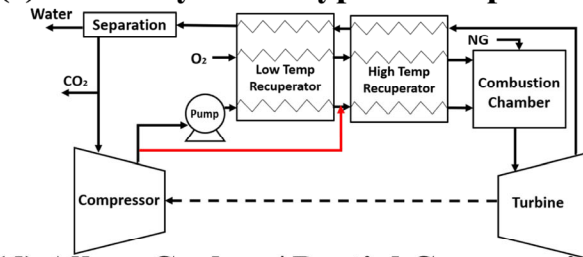 Water
Separation
NG
O₂
Low Temp
Recuperator
High Temp
Recuperator
Combustion
Chamber
CO₂
Pump
Compressor
Turbine